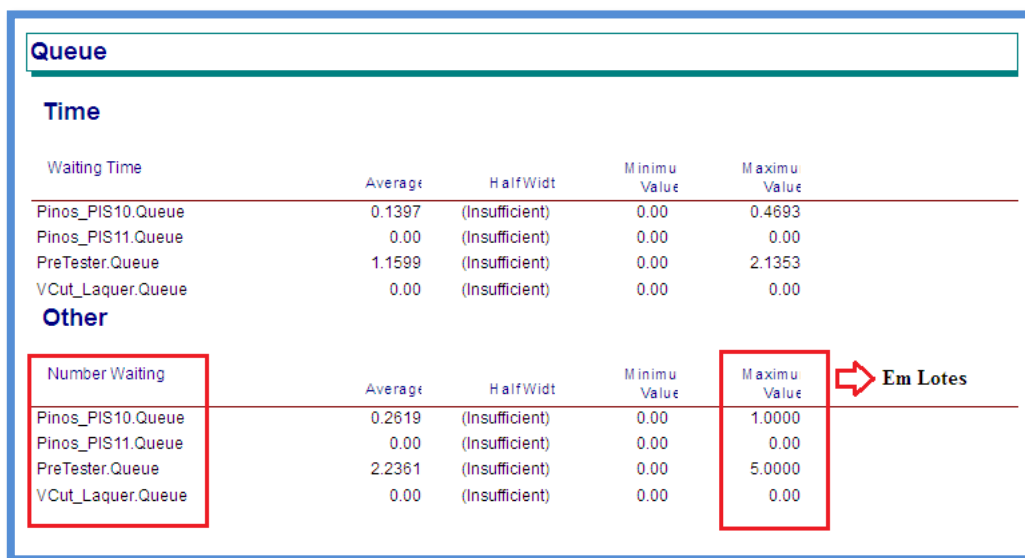 Queue
Time
Waiting Time Average Half Widt Minimu Value Maximu Value
Pinos_PIS10.Queue 0.1397 (Insufficient) 0.00 0.4693
Pinos_PIS11.Queue 0.00 (Insufficient) 0.00 0.00
PreTester.Queue 1.1599 (Insufficient) 0.00 2.1353
VCut_Laquer.Queue 0.00 (Insufficient) 0.00 0.00
Other
Number Waiting Average Half Widt Minimu Value Maximu Value Em Lotes
Pinos_PIS10.Queue 0.2619 (Insufficient) 0.00 1.0000
Pinos_PIS11.Queue 0.00 (Insufficient) 0.00 0.00
PreTester.Queue 2.2361 (Insufficient) 0.00 5.0000
VCut_Laquer.Queue 0.00 (Insufficient) 0.00 0.00